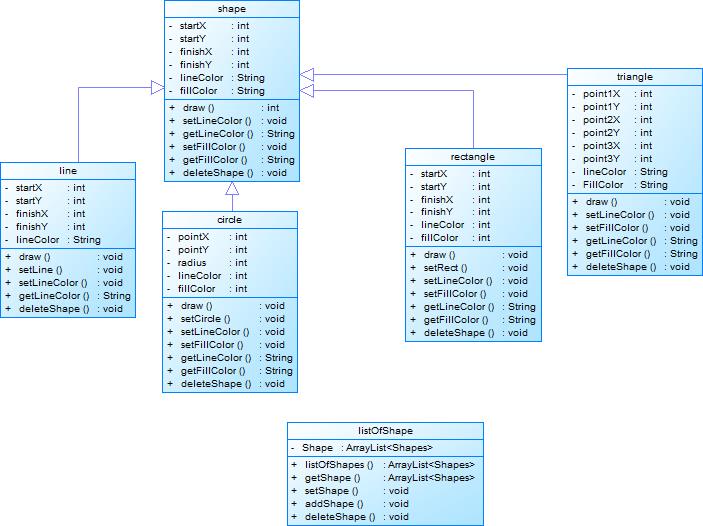 shape
- startX : int
- startY : int
- finishX : int
- finishY : int
- lineColor : String
- fillColor : String
+ draw () : int
+ setLineColor () : void
+ getLineColor () : String
+ setFillColor () : void
+ getFillColor () : String
+ deleteShape () : void
line
- startX : int
- startY : int
- finishX : int
- finishY : int
- lineColor : String
+ draw () : void
+ setLine () : void
+ setLineColor () : void
+ getLineColor () : String
+ deleteShape () : void
circle
- pointX : int
- pointY : int
- radius : int
- lineColor : int
- fillColor : int
+ draw () : void
+ setCircle () : void
+ setLineColor () : void
+ setFillColor () : void
+ getLineColor () : String
+ getFillColor () : String
+ deleteShape () : void
rectangle
- startX : int
- startY : int
- finishX : int
- finishY : int
- lineColor : int
- fillColor : int
+ draw () : void
+ setRect () : void
+ setLineColor () : void
+ setFillColor () : void
+ getLineColor () : String
+ getFillColor () : String
+ deleteShape () : void
triangle
- point1X : int
- point1Y : int
- point2X : int
- point2Y : int
- point3X : int
- point3Y : int
- lineColor : String
- FillColor : String
+ draw () : void
+ setLineColor () : void
+ setFillColor () : void
+ getLineColor () : String
+ getFillColor () : String
+ deleteShape () : void
listOfShape
- Shape : ArrayList<Shapes>
+ listOfShapes () : ArrayList<Shapes>
+ getShape () : ArrayList<Shapes>
+ setShape () : void
+ addShape () : void
+ deleteShape () : void